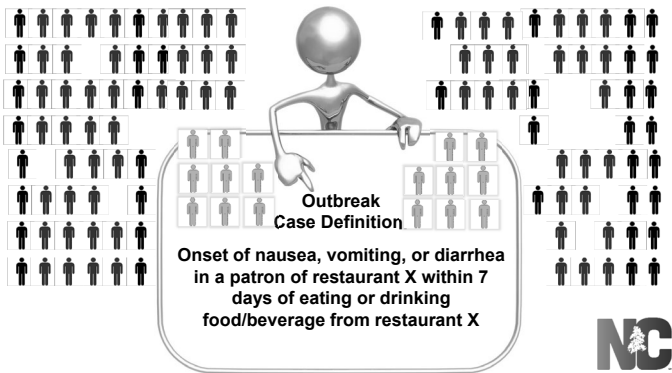 Outbreak
Case Definition
Onset of nausea, vomiting, or diarrhea
in a patron of restaurant X within 7
days of eating or drinking
food/beverage from restaurant X
NC